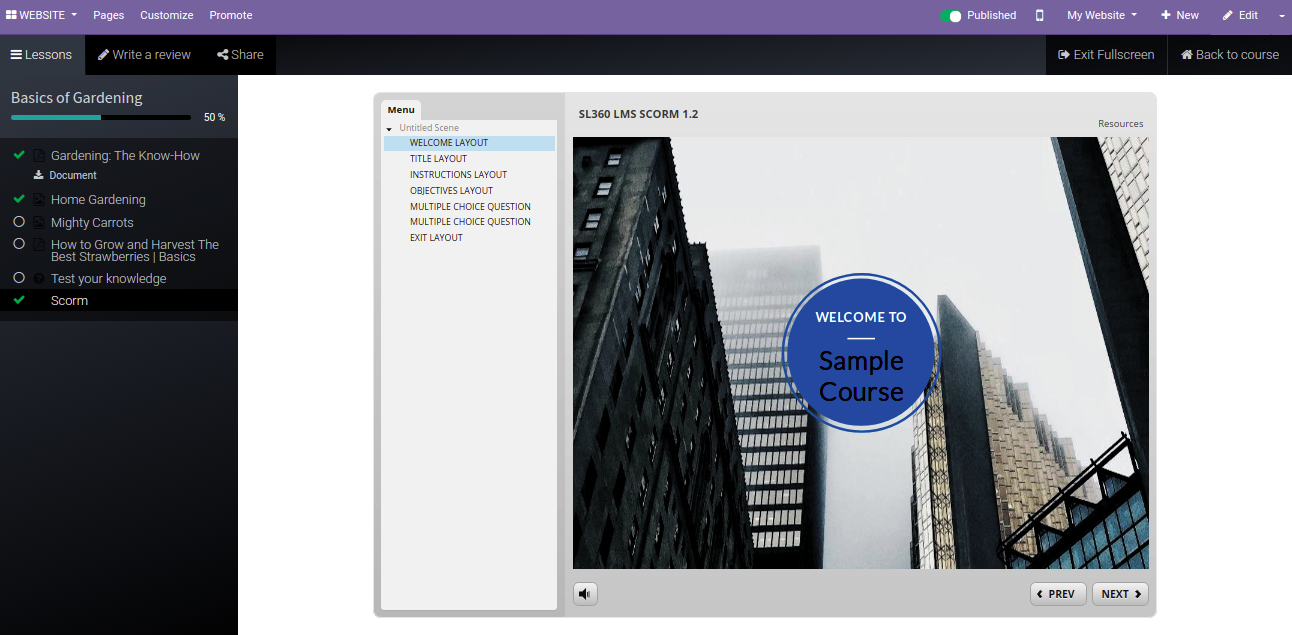 WEBSITE Pages Customize Promote Published My Website New Edit
Lessons Write a review Share Exit Fullscreen Back to course
Basics of Gardening
50 %
Gardening: The Know-How
Document
Home Gardening
Mighty Carrots
How to Grow and Harvest The
Best Strawberries | Basics
Test your knowledge
Scorm
Menu
Untitled Scene
WELCOME LAYOUT
TITLE LAYOUT
INSTRUCTIONS LAYOUT
OBJECTIVES LAYOUT
MULTIPLE CHOICE QUESTION
MULTIPLE CHOICE QUESTION
EXIT LAYOUT
SL360 LMS SCORM 1.2
Resources
WELCOME TO
Sample
Course
PREV NEXT